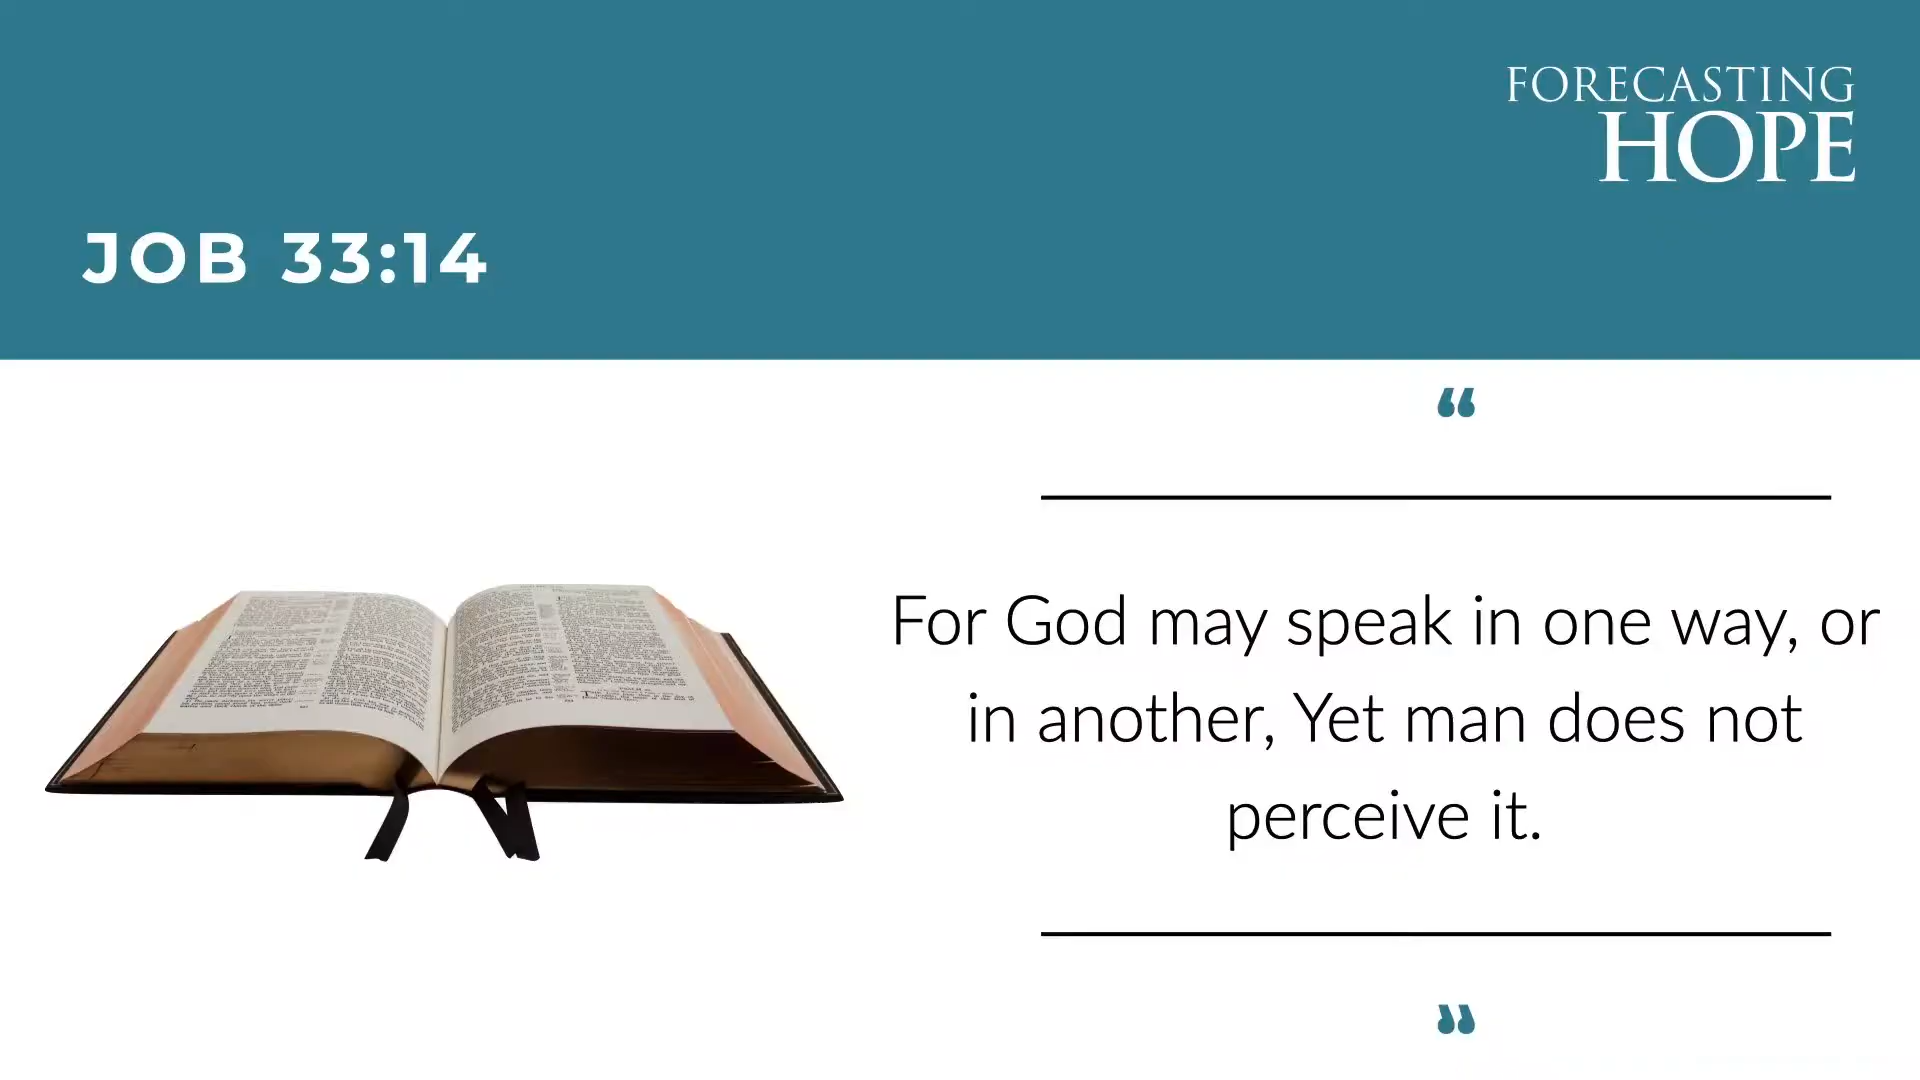 FORECASTING
HOPE
JOB 33:14
“
For God may speak in one way, or
in another, Yet man does not
perceive it.
”